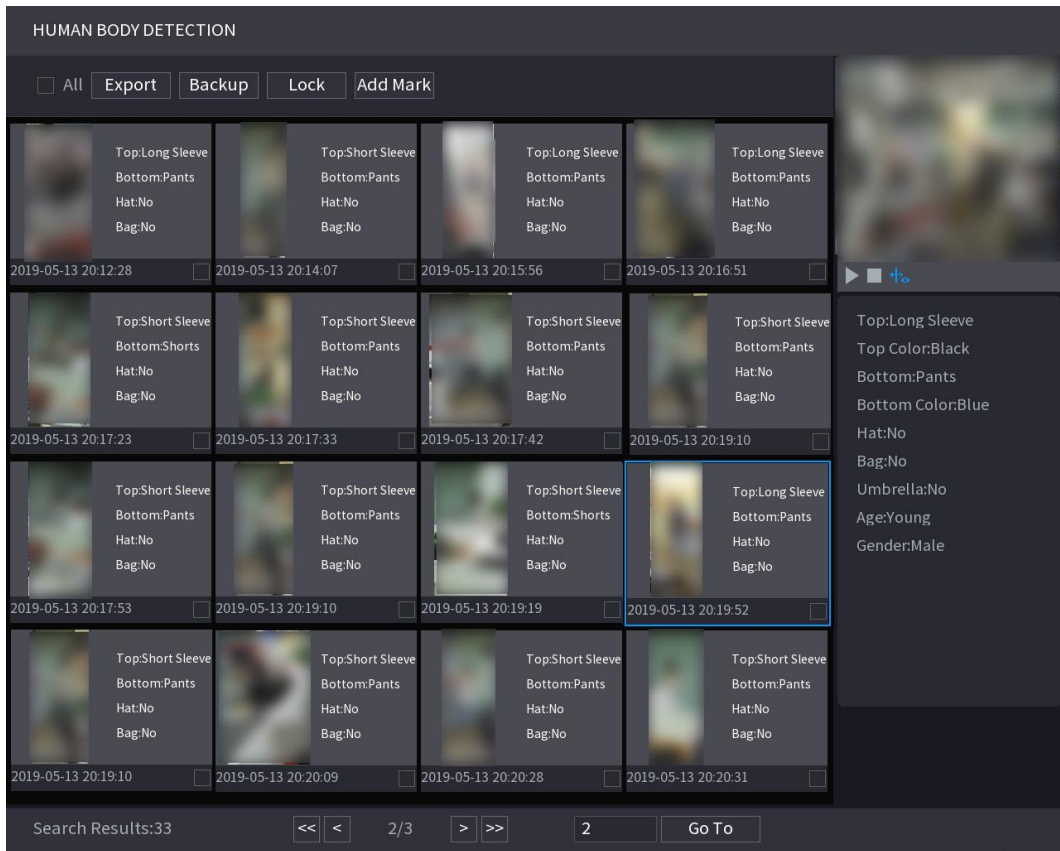 HUMAN BODY DETECTION
All Export Backup Lock Add Mark
Top:Long Sleeve
Bottom:Pants
Hat:No
Bag:No
2019-05-13 20:12:28
Top:Short Sleeve
Bottom:Pants
Hat:No
Bag:No
2019-05-13 20:14:07
Top:Long Sleeve
Bottom:Pants
Hat:No
Bag:No
2019-05-13 20:15:56
Top:Long Sleeve
Bottom:Pants
Hat:No
Bag:No
2019-05-13 20:16:51
Top:Short Sleeve
Bottom:Shorts
Hat:No
Bag:No
2019-05-13 20:17:23
Top:Short Sleeve
Bottom:Pants
Hat:No
Bag:No
2019-05-13 20:17:33
Top:Short Sleeve
Bottom:Pants
Hat:No
Bag:No
2019-05-13 20:17:42
Top:Short Sleeve
Bottom:Pants
Hat:No
Bag:No
2019-05-13 20:19:10
Top:Short Sleeve
Bottom:Pants
Hat:No
Bag:No
2019-05-13 20:17:53
Top:Short Sleeve
Bottom:Pants
Hat:No
Bag:No
2019-05-13 20:19:10
Top:Short Sleeve
Bottom:Shorts
Hat:No
Bag:No
2019-05-13 20:19:19
Top:Long Sleeve
Bottom:Pants
Hat:No
Bag:No
2019-05-13 20:19:52
Top:Short Sleeve
Bottom:Pants
Hat:No
Bag:No
2019-05-13 20:19:10
Top:Short Sleeve
Bottom:Pants
Hat:No
Bag:No
2019-05-13 20:20:09
Top:Short Sleeve
Bottom:Pants
Hat:No
Bag:No
2019-05-13 20:20:28
Top:Short Sleeve
Bottom:Pants
Hat:No
Bag:No
2019-05-13 20:20:31
Top:Long Sleeve
Top Color:Black
Bottom:Pants
Bottom Color:Blue
Hat:No
Bag:No
Umbrella:No
Age:Young
Gender:Male
Search Results:33 << < 2/3 > >> 2 Go To